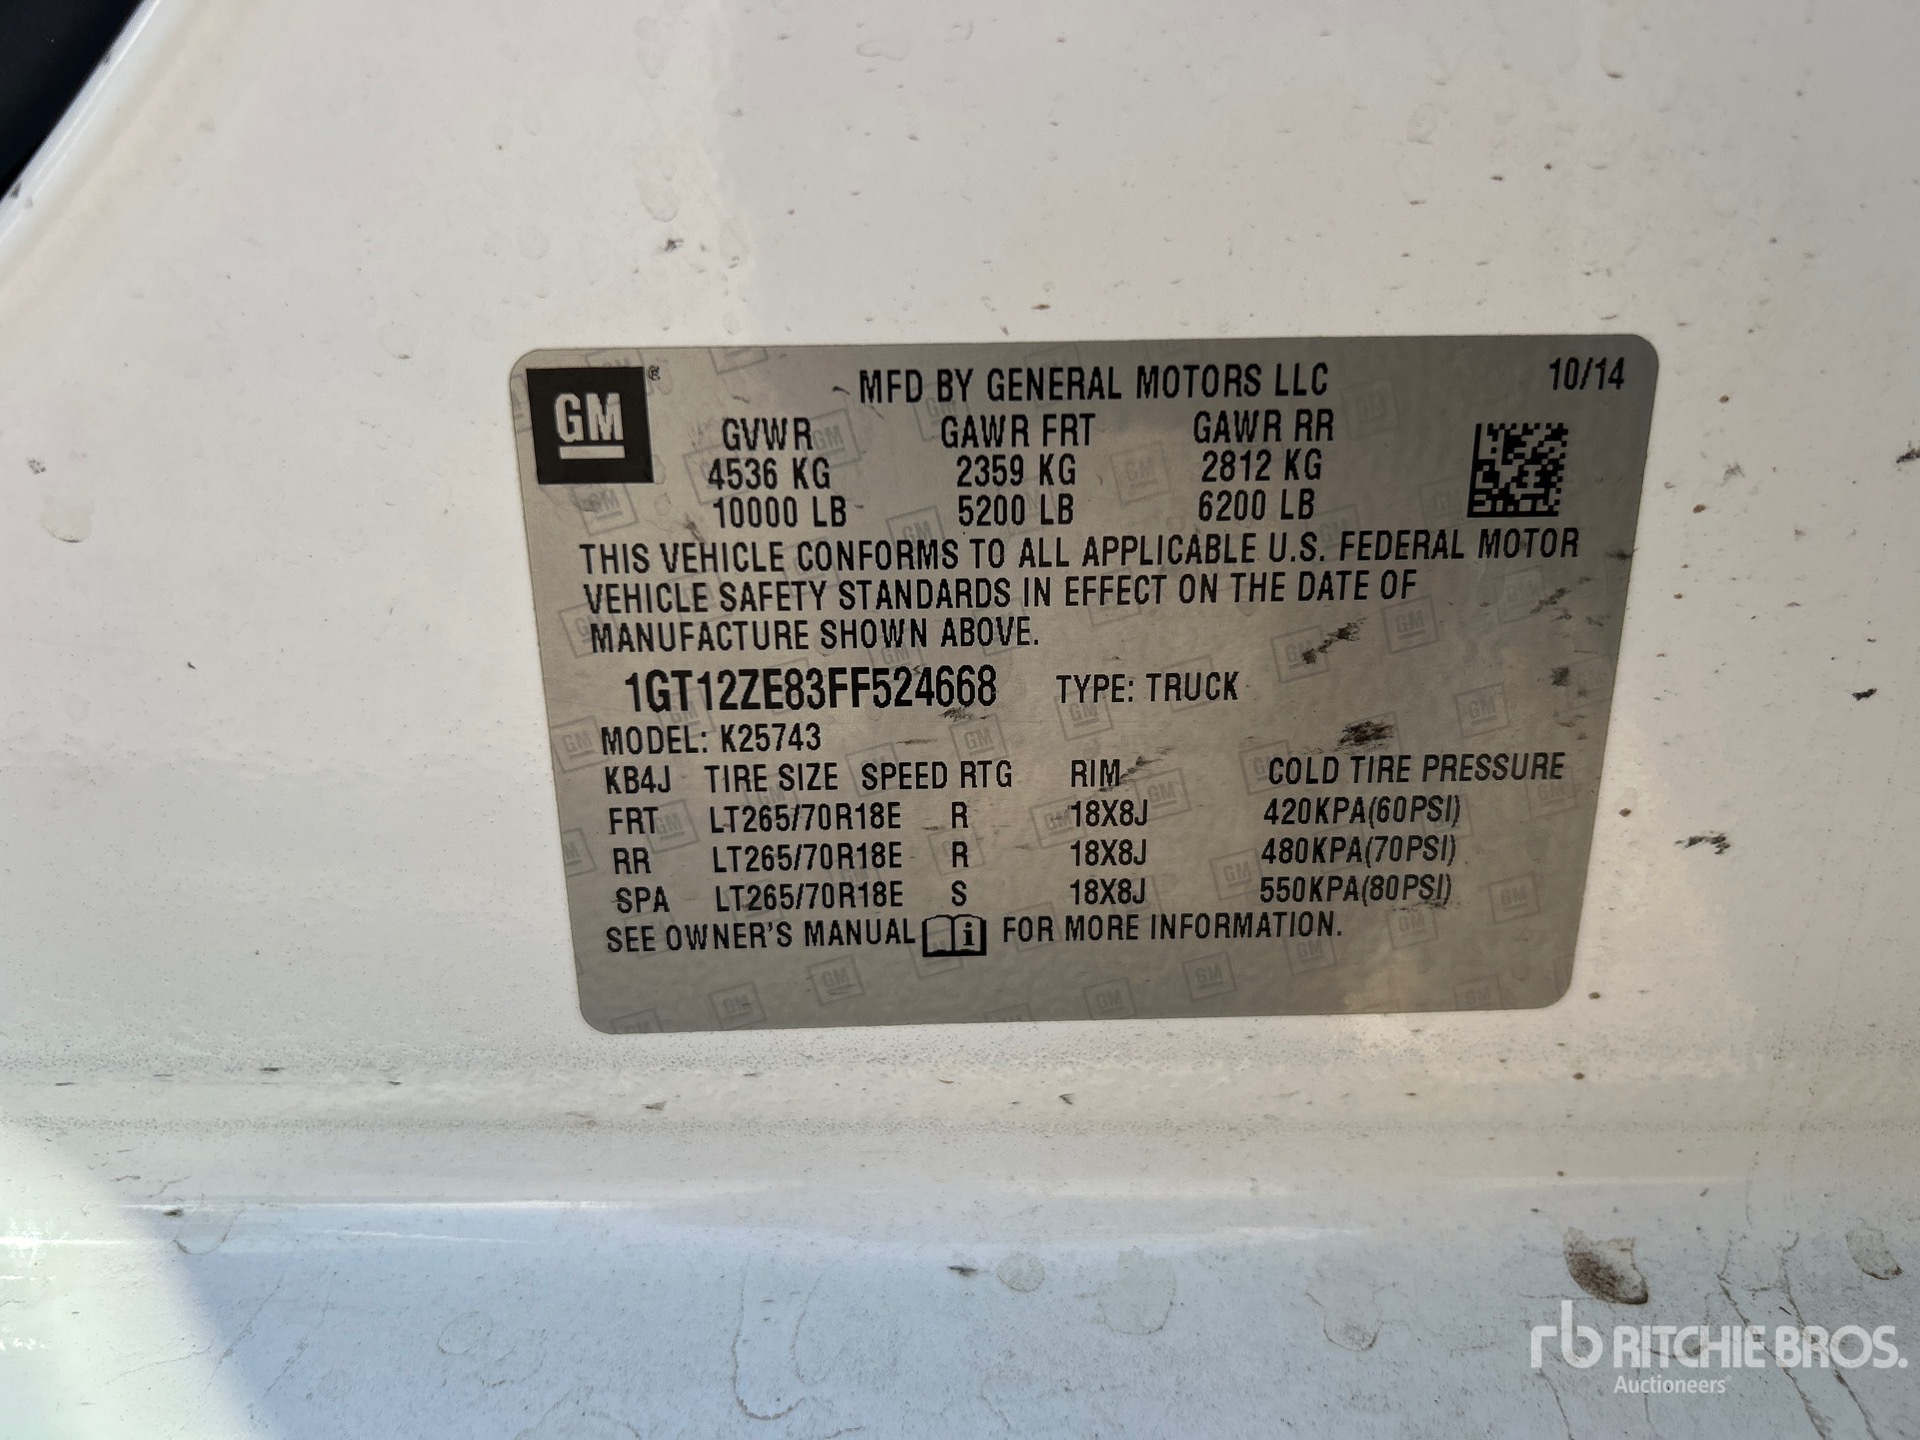 GM
MFD BY GENERAL MOTORS LLC 10/14
GVWR GAWR FRT GAWR RR
4536 KG 2359 KG 2812 KG
10000 LB 5200 LB 6200 LB
THIS VEHICLE CONFORMS TO ALL APPLICABLE U.S. FEDERAL MOTOR
VEHICLE SAFETY STANDARDS IN EFFECT ON THE DATE OF
MANUFACTURE SHOWN ABOVE.
1GT12ZE83FF524668 TYPE: TRUCK
MODEL: K25743
KB4J TIRE SIZE SPEED RTG RIM COLD TIRE PRESSURE
FRT LT265/70R18E R 18X8J 420KPA(60PSI)
RR LT265/70R18E R 18X8J 480KPA(70PSI)
SPA LT265/70R18E S 18X8J 550KPA(80PSI)
SEE OWNER'S MANUAL i FOR MORE INFORMATION.
rb RITCHIE BROS.
Auctioneers